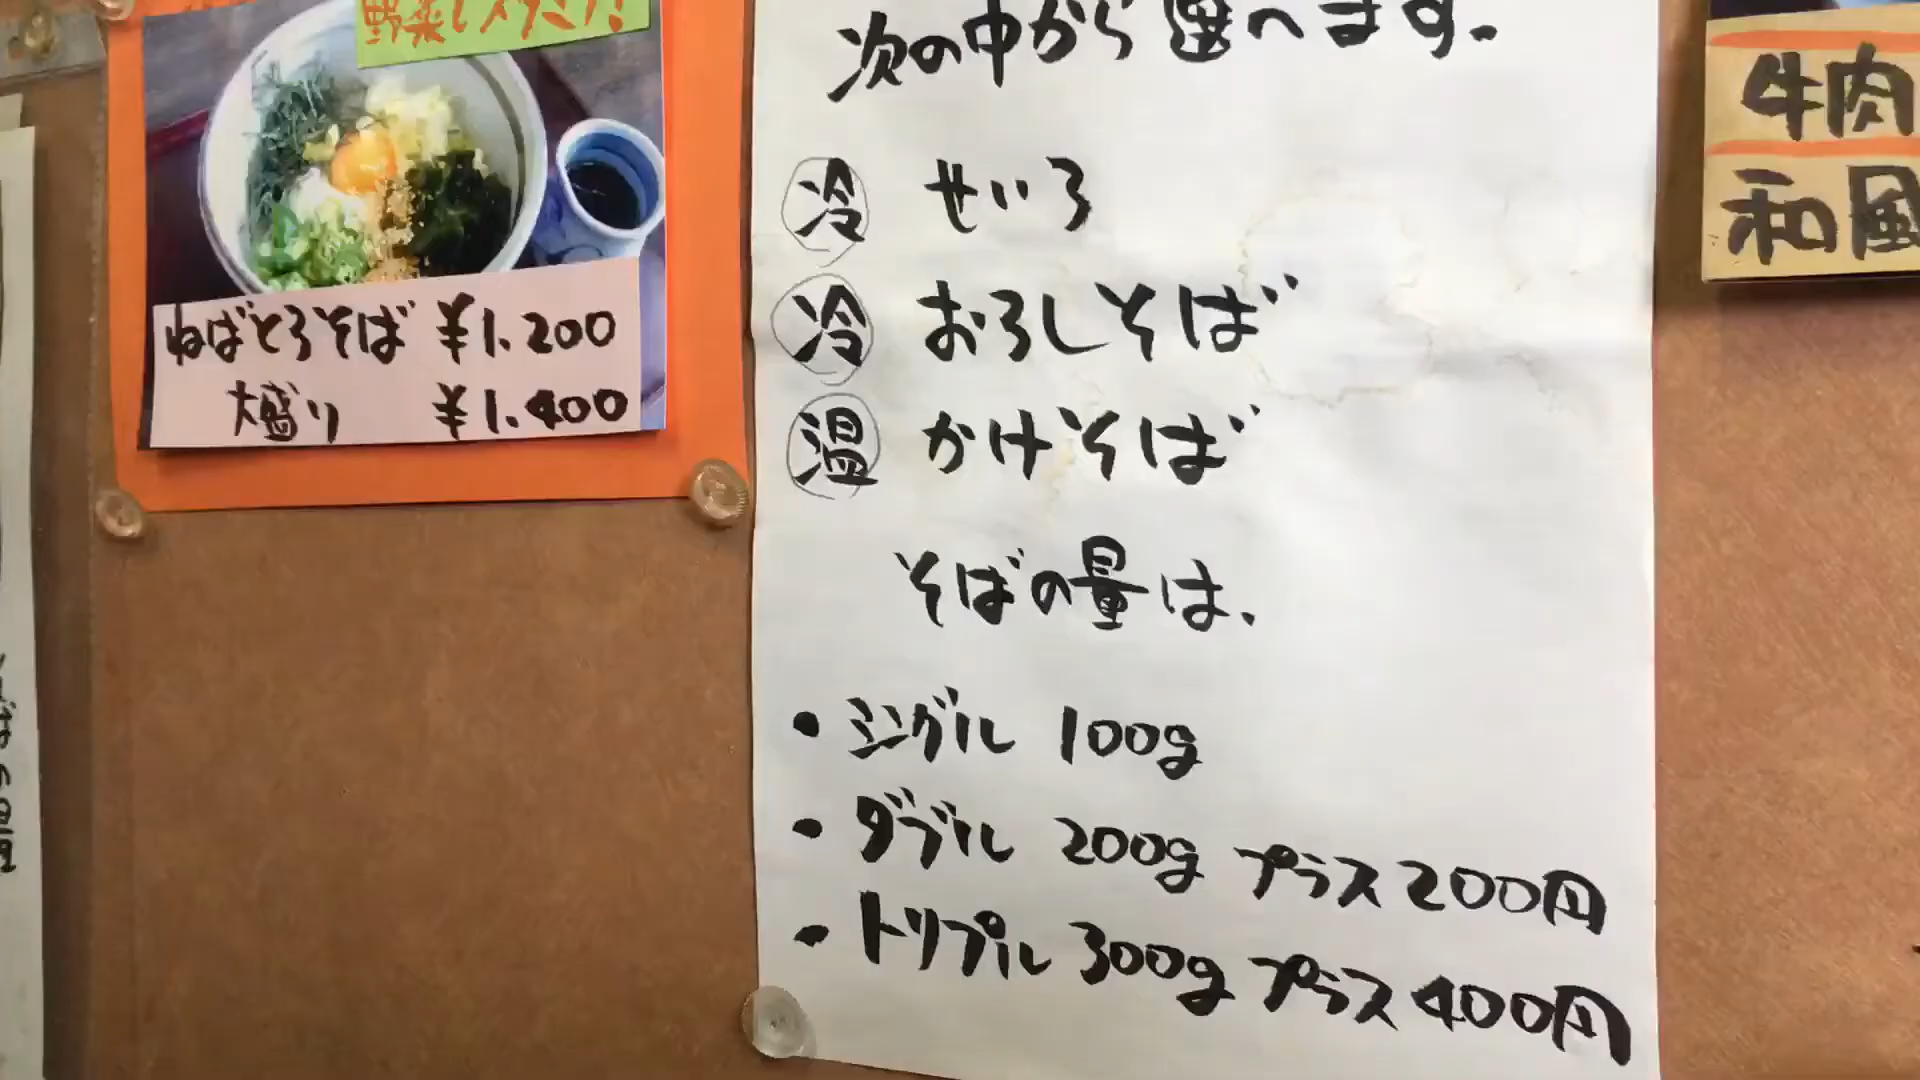 ねばとろそば ¥1.200
大盛り ¥1.400
次の中から選べます。
冷 せいろ
冷 おろしそば
温 かけそば
そばの量は、
・シングル 100g
・ダブル 200g プラス200円
・トリプル 300g プラス400円
牛肉
和風